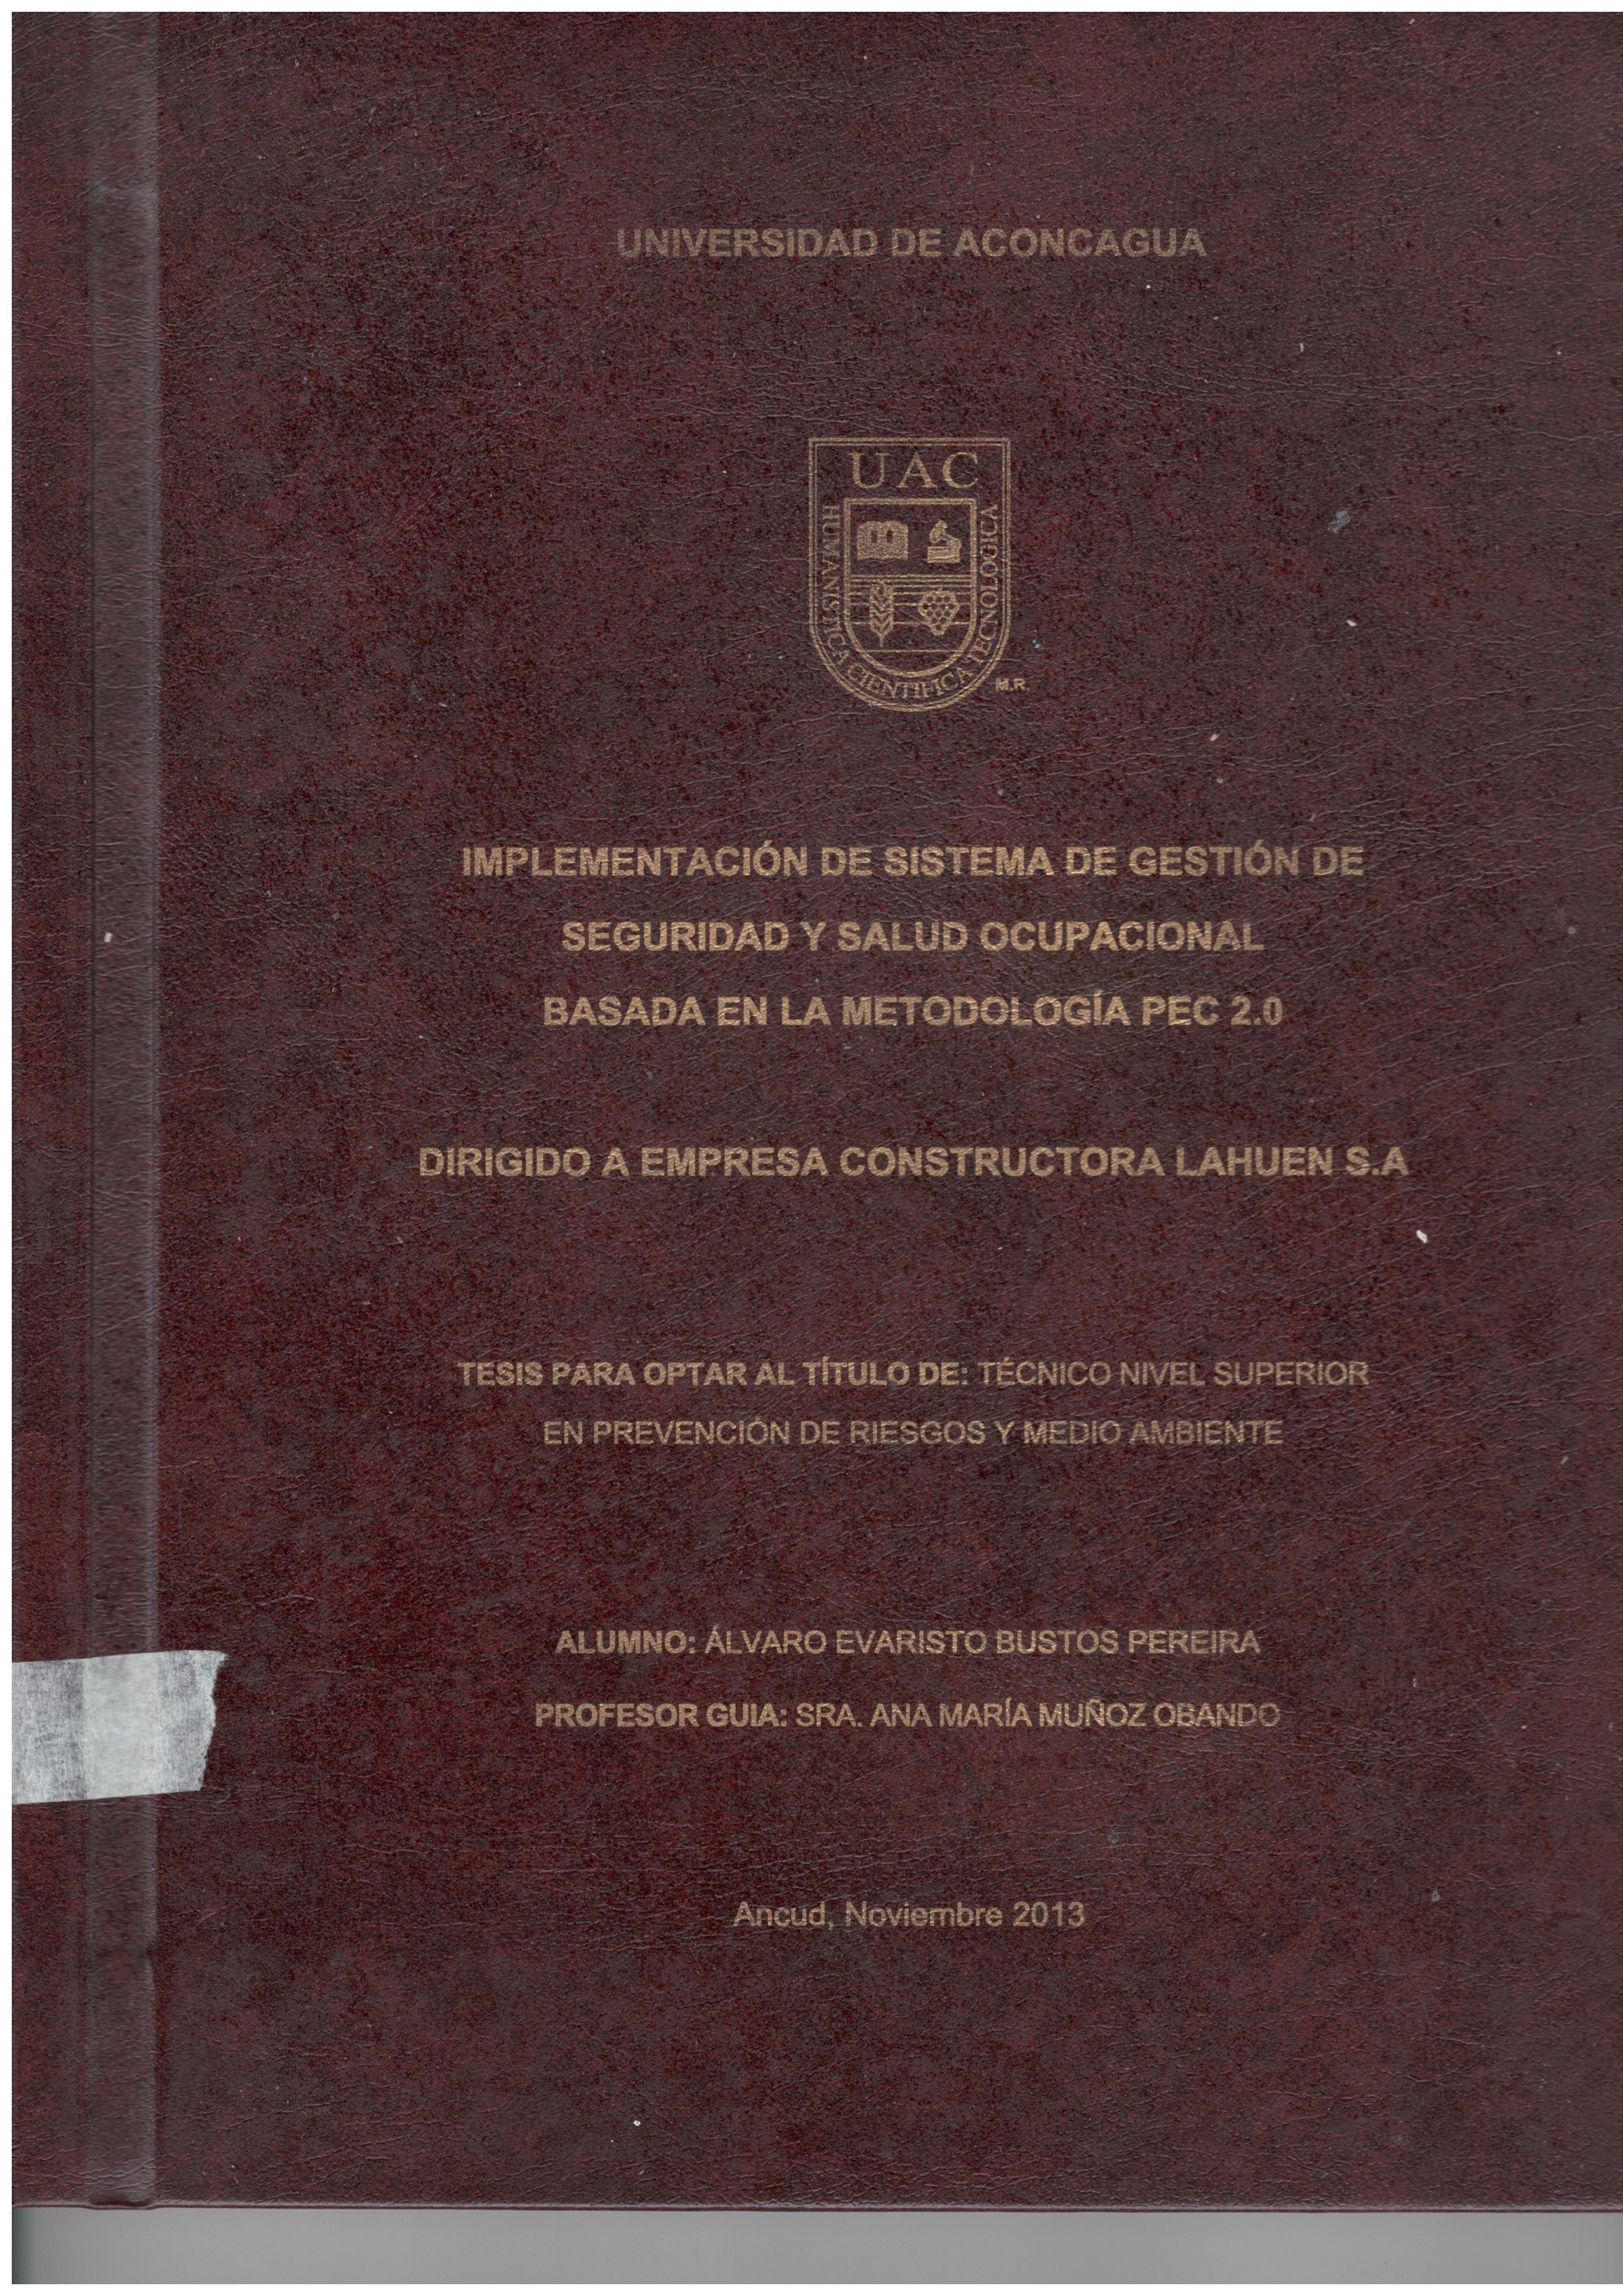 UNIVERSIDAD DE ACONCAGUA
UAC
HUMANISTICA CIENTIFICA TECNOLOGICA
M.R.
IMPLEMENTACIÓN DE SISTEMA DE GESTIÓN DE
SEGURIDAD Y SALUD OCUPACIONAL
BASADA EN LA METODOLOGÍA PEC 2.0
DIRIGIDO A EMPRESA CONSTRUCTORA LAHUEN S.A
TESIS PARA OPTAR AL TÍTULO DE: TÉCNICO NIVEL SUPERIOR
EN PREVENCIÓN DE RIESGOS Y MEDIO AMBIENTE
ALUMNO: ÁLVARO EVARISTO BUSTOS PEREIRA
PROFESOR GUIA: SRA. ANA MARÍA MUÑOZ OBANDO
Ancud, Noviembre 2013